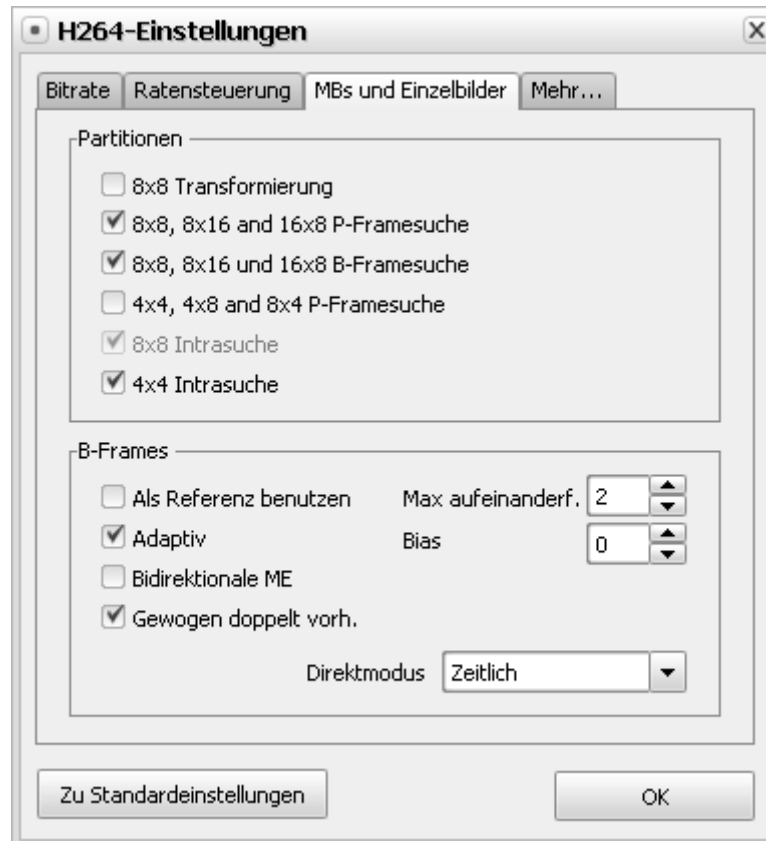 H264-Einstellungen
Bitrate Ratensteuerung MBs und Einzelbilder Mehr...
Partitionen
8x8 Transformierung
8x8, 8x16 and 16x8 P-Framesuche
8x8, 8x16 und 16x8 B-Framesuche
4x4, 4x8 and 8x4 P-Framesuche
8x8 Intrasuche
4x4 Intrasuche
B-Frames
Als Referenz benutzen Max aufeinanderf. 2
Adaptiv Bias 0
Bidirektionale ME
Gewogen doppelt vorh.
Direktmodus Zeitlich
Zu Standardeinstellungen OK